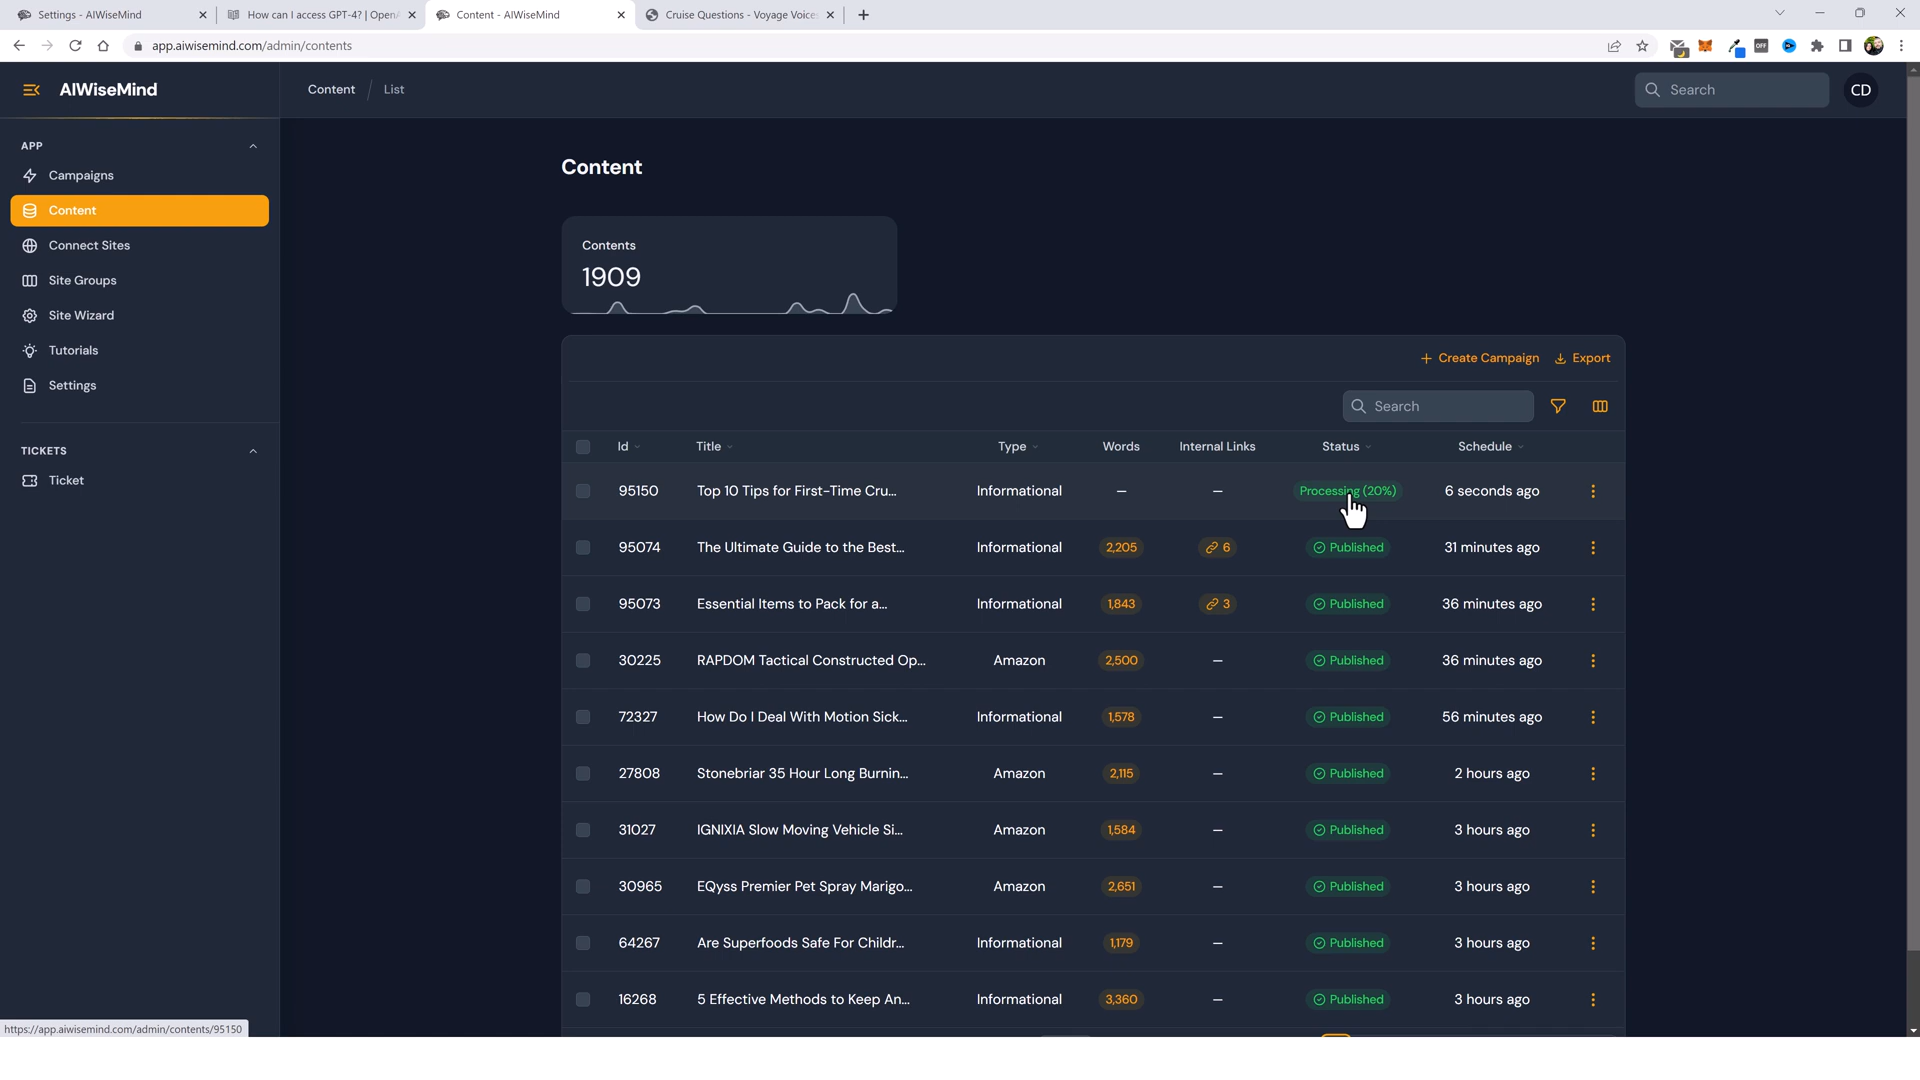 Settings - AIWiseMind
How can I access GPT-4? | OpenA
Content - AIWiseMind
Cruise Questions - Voyage Voices
app.aiwisemind.com/admin/contents
OFF
AIWiseMind
Content
List
Search
CD
APP
Campaigns
Content
Connect Sites
Site Groups
Site Wizard
Tutorials
Settings
TICKETS
Ticket
Content
Contents
1909
Create Campaign
Export
Search
Id
Title
Type
Words
Internal Links
Status
Schedule
95150 Top 10 Tips for First-Time Cru... Informational — — Processing (20%) 6 seconds ago
95074 The Ultimate Guide to the Best... Informational 2,205 6 Published 31 minutes ago
95073 Essential Items to Pack for a... Informational 1,843 3 Published 36 minutes ago
30225 RAPDOM Tactical Constructed Op... Amazon 2,500 — Published 36 minutes ago
72327 How Do I Deal With Motion Sick... Informational 1,578 — Published 56 minutes ago
27808 Stonebriar 35 Hour Long Burnin... Amazon 2,115 — Published 2 hours ago
31027 IGNIXIA Slow Moving Vehicle Si... Amazon 1,584 — Published 3 hours ago
30965 EQyss Premier Pet Spray Marigo... Amazon 2,651 — Published 3 hours ago
64267 Are Superfoods Safe For Childr... Informational 1,179 — Published 3 hours ago
16268 5 Effective Methods to Keep An... Informational 3,360 — Published 3 hours ago
https://app.aiwisemind.com/admin/contents/95150